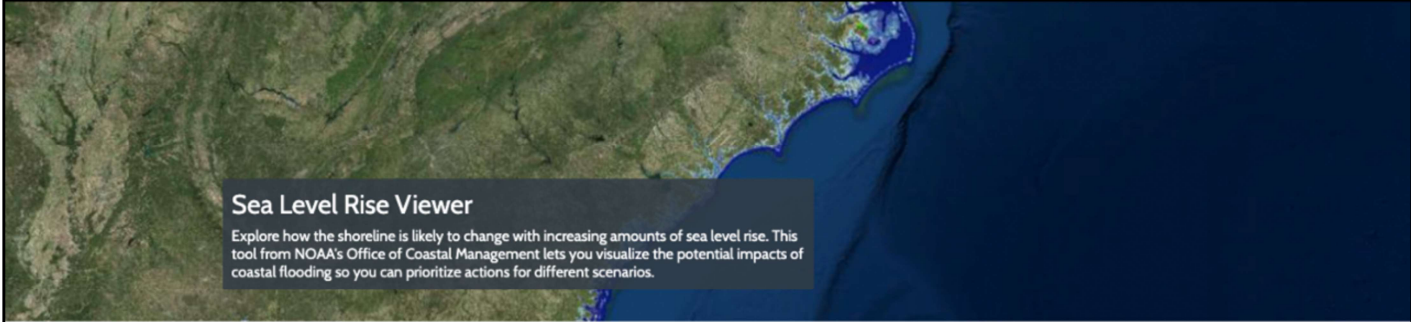 Sea Level Rise Viewer
Explore how the shoreline is likely to change with increasing amounts of sea level rise. This
tool from NOAA's Office of Coastal Management lets you visualize the potential impacts of
coastal flooding so you can prioritize actions for different scenarios.